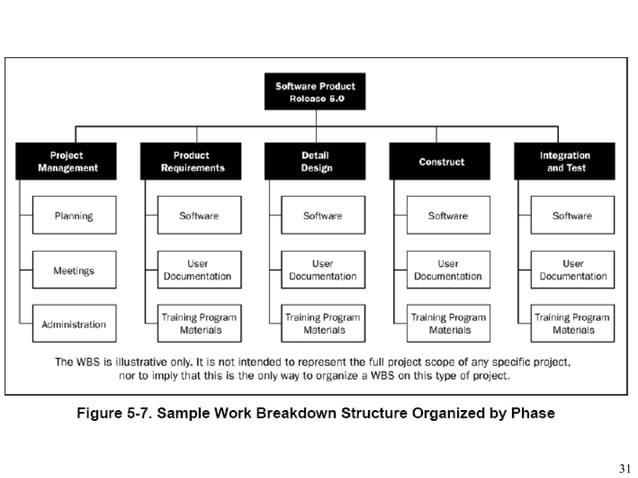 Software Product
Release 5.0
Project
Management
Product
Requirements
Detail
Design
Construct
Integration
and Test
Planning
Software
Software
Software
Software
Meetings
User
Documentation
User
Documentation
User
Documentation
User
Documentation
Administration
Training Program
Materials
Training Program
Materials
Training Program
Materials
Training Program
Materials
The WBS is illustrative only. It is not intended to represent the full project scope of any specific project,
nor to imply that this is the only way to organize a WBS on this type of project.
Figure 5-7. Sample Work Breakdown Structure Organized by Phase
31